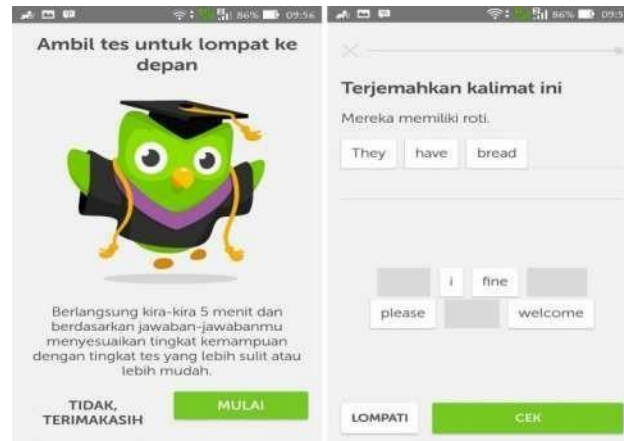 86% 09:56
Ambil tes untuk lompat ke
depan
Berlangsung kira-kira 5 menit dan
berdasarkan jawaban-jawabanmu
menyesuaikan tingkat kemampuan
dengan tingkat tes yang lebih sulit atau
lebih mudah.
TIDAK,
TERIMAKASIH
MULAI
86% 09:5
Terjemahkan kalimat ini
Mereka memiliki roti.
They have bread
i fine
please welcome
LOMPATI CEK